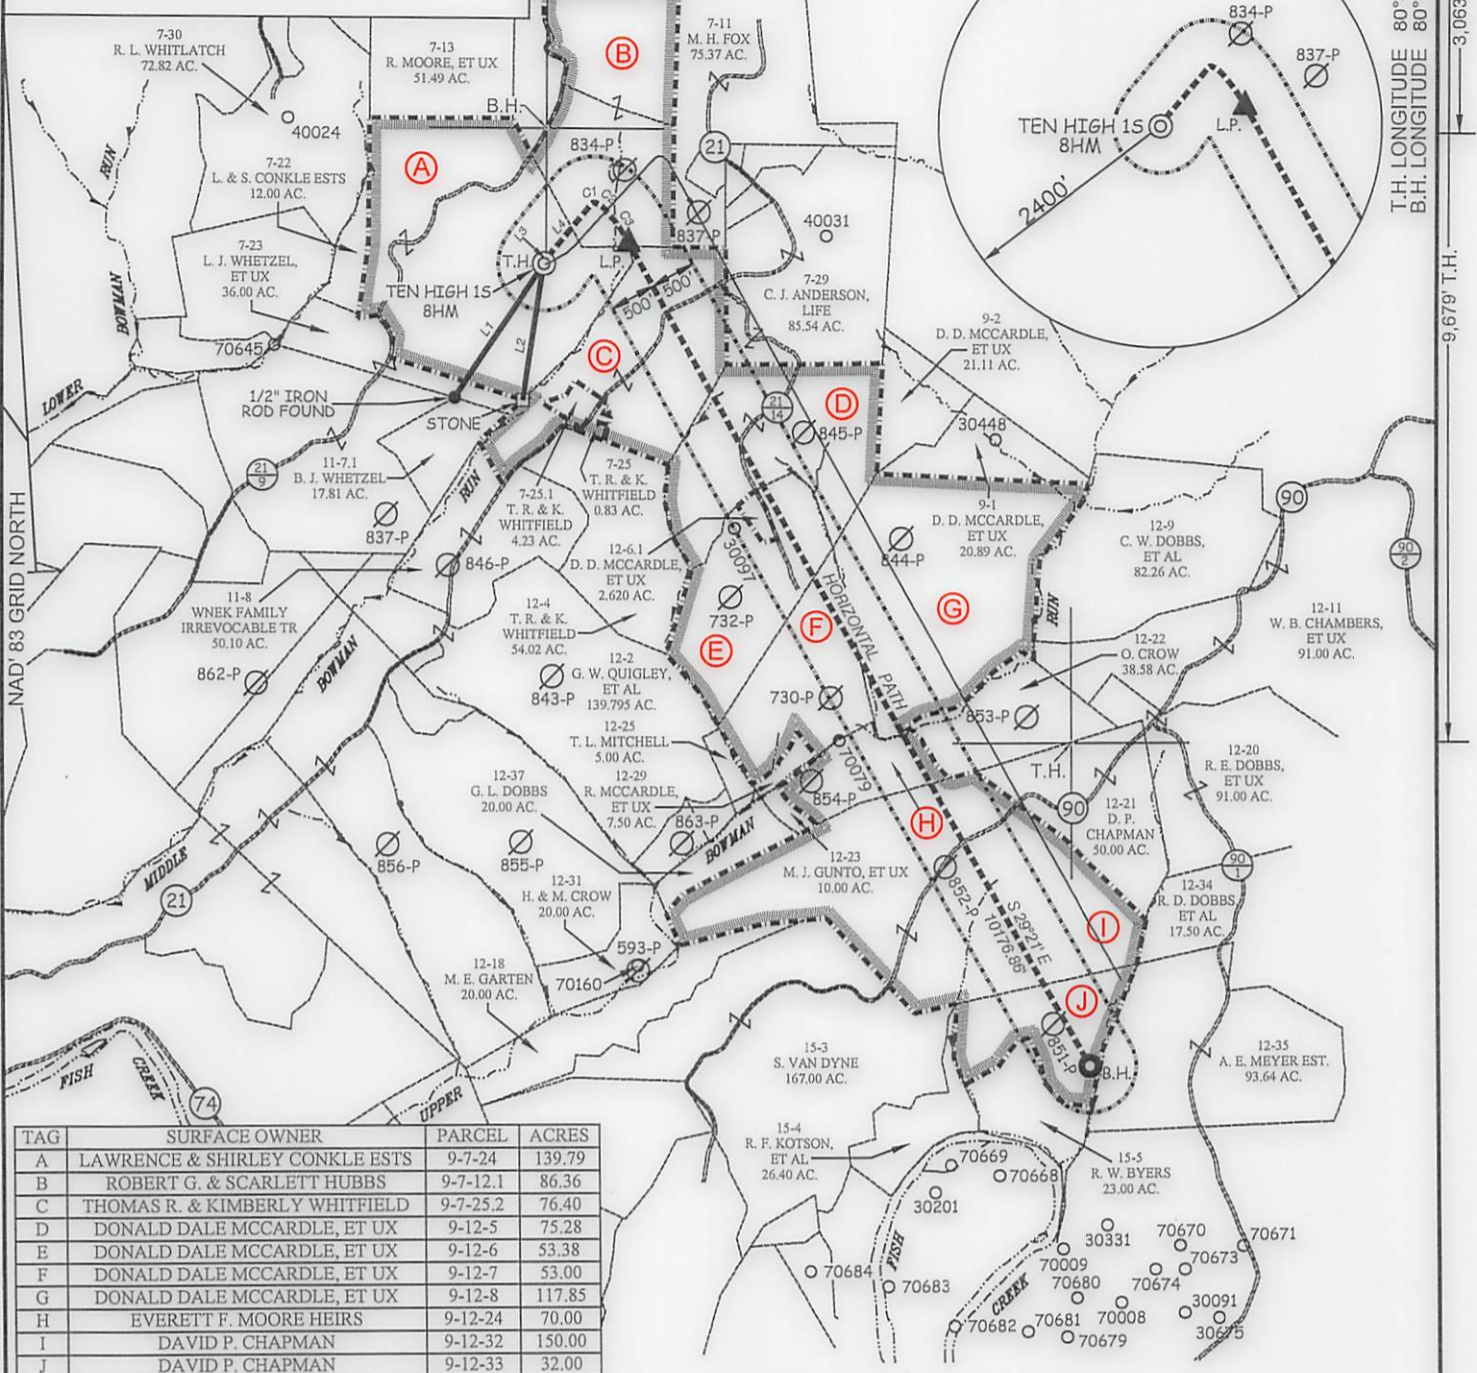 7-30
R. L. WHITLATCH
72.82 AC.
7-13
R. MOORE, ET UX
51.49 AC.
B
7-11
M. H. FOX
75.37 AC.
834-P
837-P
TEN HIGH 1S
8HM
L.P.
2400'
T.H. LONGITUDE 80°
B.H. LONGITUDE 80°
3,063
9,679' T.H.
40024
B.H.
834-P
21
RUN
BOWMAN
7-22
L. & S. CONKLE ESTS
12.00 AC.
A
C1
C2
C3
L4
L3
837-P
40031
7-23
L. J. WHETZEL,
ET UX
36.00 AC.
T.H.
L.P.
TEN HIGH 1S
8HM
500'
500'
7-29
C. J. ANDERSON,
LIFE
85.54 AC.
9-2
D. D. MCCARDLE,
ET UX
21.11 AC.
70645
L1
L2
C
LOWER
1/2" IRON
ROD FOUND
STONE
21
14
D
845-P
30448
21
9
11-7.1
B. J. WHETZEL
17.81 AC.
RUN
7-25
T. R. & K.
WHITFIELD
0.83 AC.
7-25.1
T. R. & K.
WHITFIELD
4.23 AC.
9-1
D. D. MCCARDLE,
ET UX
20.89 AC.
90
12-9
C. W. DOBBS,
ET AL
82.26 AC.
90
2
NAD' 83 GRID NORTH
837-P
846-P
30097
844-P
12-6.1
D. D. MCCARDLE,
ET UX
2.620 AC.
11-8
WNEK FAMILY
IRREVOCABLE TR
50.10 AC.
12-4
T. R. & K.
WHITFIELD
54.02 AC.
732-P
HORIZONTAL PATH
F
G
RUN
12-11
W. B. CHAMBERS,
ET UX
91.00 AC.
E
12-22
O. CROW
38.58 AC.
862-P
BOWMAN
843-P
12-2
G. W. QUIGLEY,
ET AL
139.795 AC.
730-P
853-P
12-25
T. L. MITCHELL
5.00 AC.
70079
T.H.
12-20
R. E. DOBBS,
ET UX
91.00 AC.
12-37
G. L. DOBBS
20.00 AC.
12-29
R. MCCARDLE,
ET UX
7.50 AC.
854-P
90
12-21
D. P.
CHAPMAN
50.00 AC.
H
856-P
855-P
863-P
BOWMAN
12-23
M. J. GUNTO, ET UX
10.00 AC.
852-P
90
1
MIDDLE
21
12-31
H. & M. CROW
20.00 AC.
12-34
R. D. DOBBS,
ET AL
17.50 AC.
S 29°21' E
10176.86'
I
593-P
70160
12-18
M. E. GARTEN
20.00 AC.
J
851-P
B.H.
15-3
S. VAN DYNE
167.00 AC.
12-35
A. E. MEYER EST.
93.64 AC.
FISH
CREEK
74
UPPER
15-4
R. F. KOTSON,
ET AL
26.40 AC.
15-5
R. W. BYERS
23.00 AC.
70669
70668
30201
30331
70670
70671
70009
70673
70684
70683
70680
70674
FISH
CREEK
70008
30091
70682
70681
70679
30675
TAG SURFACE OWNER PARCEL ACRES
A LAWRENCE & SHIRLEY CONKLE ESTS 9-7-24 139.79
B ROBERT G. & SCARLETT HUBBS 9-7-12.1 86.36
C THOMAS R. & KIMBERLY WHITFIELD 9-7-25.2 76.40
D DONALD DALE MCCARDLE, ET UX 9-12-5 75.28
E DONALD DALE MCCARDLE, ET UX 9-12-6 53.38
F DONALD DALE MCCARDLE, ET UX 9-12-7 53.00
G DONALD DALE MCCARDLE, ET UX 9-12-8 117.85
H EVERETT F. MOORE HEIRS 9-12-24 70.00
I DAVID P. CHAPMAN 9-12-32 150.00
J DAVID P. CHAPMAN 9-12-33 32.00